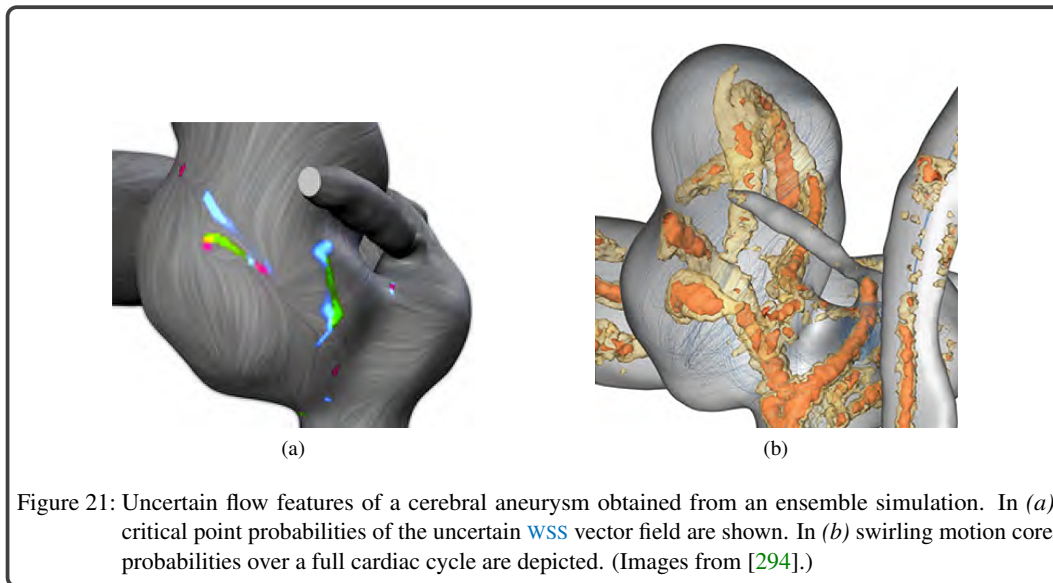 (a)
(b)
Figure 21: Uncertain flow features of a cerebral aneurysm obtained from an ensemble simulation. In (a)
critical point probabilities of the uncertain WSS vector field are shown. In (b) swirling motion core
probabilities over a full cardiac cycle are depicted. (Images from [294].)